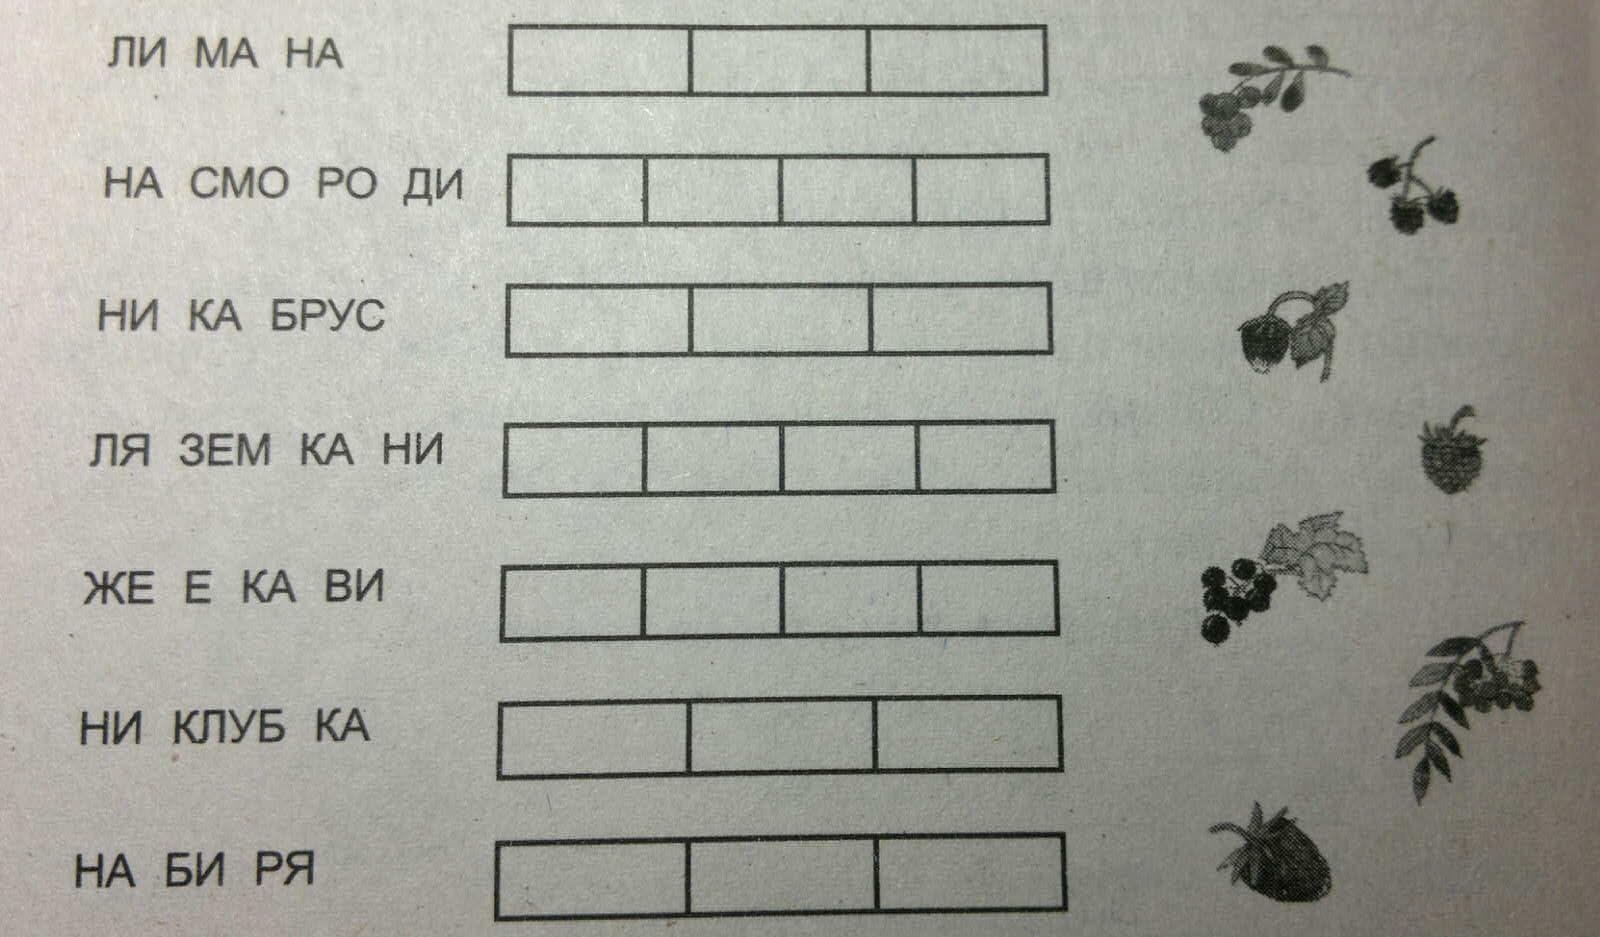 ЛИ МА НА
НА СМО РО ДИ
НИ КА БРУС
ЛЯ ЗЕМ КА НИ
ЖЕ Е КА ВИ
НИ КЛУБ КА
НА БИ РЯ